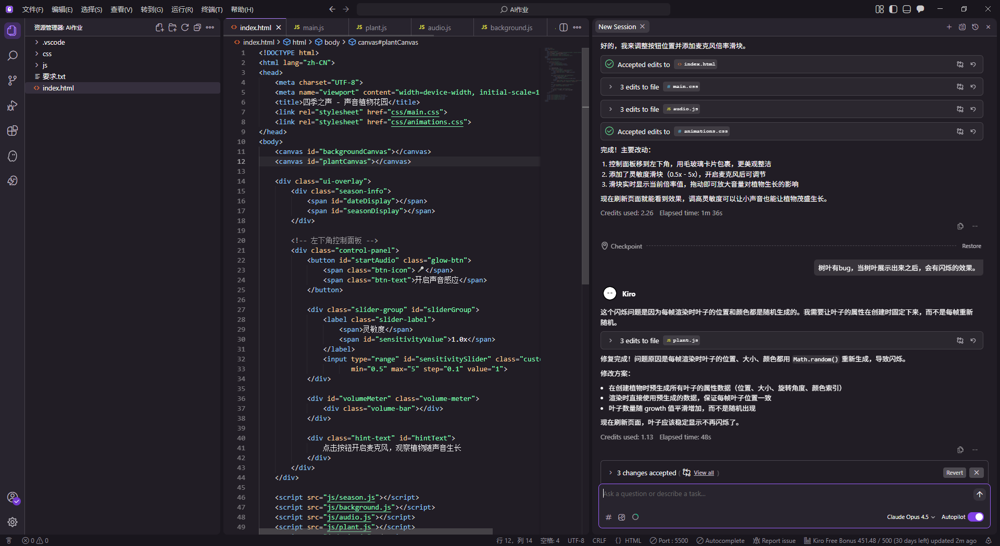 文件(F) 编辑(E) 选择(S) 查看(V) 转到(G) 运行(R) 终端(T) 帮助(H)
AI作业
资源管理器: AI作业
.vscode
css
js
要求.txt
index.html
index.html
JS main.js
JS plant.js
JS audio.js
JS background.js
index.html > html > body > canvas#plantCanvas
1 <!DOCTYPE html>
2 <html lang="zh-CN">
3 <head>
4 <meta charset="UTF-8">
5 <meta name="viewport" content="width=device-width, initial-scale=1
6 <title>四季之声 - 声音植物花园</title>
7 <link rel="stylesheet" href="css/main.css">
8 <link rel="stylesheet" href="css/animations.css">
9 </head>
10 <body>
11 <canvas id="backgroundCanvas"></canvas>
12 <canvas id="plantCanvas"></canvas>
13
14 <div class="ui-overlay">
15 <div class="season-info">
16 <span id="dateDisplay"></span>
17 <span id="seasonDisplay"></span>
18 </div>
19
20 <!-- 左下角控制面板 -->
21 <div class="control-panel">
22 <button id="startAudio" class="glow-btn">
23 <span class="btn-icon">🎤</span>
24 <span class="btn-text">开启声音感应</span>
25 </button>
26
27 <div class="slider-group" id="sliderGroup">
28 <label class="slider-label">
29 <span>灵敏度</span>
30 <span id="sensitivityValue">1.0x</span>
31 </label>
32 <input type="range" id="sensitivitySlider" class="cust
33 min="0.5" max="5" step="0.1" value="1">
34 </div>
35
36 <div id="volumeMeter" class="volume-meter">
37 <div class="volume-bar"></div>
38 </div>
39
40 <div class="hint-text" id="hintText">
41 点击按钮开启麦克风，观察植物随声音生长
42 </div>
43 </div>
44 </div>
45
46 <script src="js/season.js"></script>
47 <script src="js/background.js"></script>
48 <script src="js/audio.js"></script>
49 <script src="js/plant.js"></script>
New Session
好的，我来调整按钮位置并添加麦克风倍率滑块。
Accepted edits to <> index.html
3 edits to file # main.css
3 edits to file JS audio.js
Accepted edits to # animations.css
完成！主要改动：
1. 控制面板移到左下角，用毛玻璃卡片包裹，更美观整洁
2. 添加了灵敏度滑块（0.5x - 5x），开启麦克风后可调节
3. 滑块实时显示当前倍率值，拖动即可放大音量对植物生长的影响
现在刷新页面就能看到效果，调高灵敏度可以让小声音也能让植物茂盛生长。
Credits used: 2.26 Elapsed time: 1m 36s
Checkpoint
Restore
树叶有bug，当树叶展示出来之后，会有闪烁的效果。
Kiro
这个闪烁问题是因为每帧渲染时叶子的位置和颜色都是随机生成的。我需要让叶子的属性在创建时固定下来，而不是每帧重新
随机。
3 edits to file JS plant.js
修复完成！问题原因是每帧渲染时叶子的位置、大小、颜色都用 Math.random() 重新生成，导致闪烁。
修改方案：
• 在创建植物时预生成所有叶子的属性数据（位置、大小、旋转角度、颜色索引）
• 渲染时直接使用预生成的数据，保证每帧叶子位置一致
• 叶子数量随 growth 值平滑增加，而不是随机出现
现在刷新页面，叶子应该稳定显示不再闪烁了。
Credits used: 1.13 Elapsed time: 48s
3 changes accepted ( View all )
Revert
Ask a question or describe a task...
#
Claude Opus 4.5
Autopilot
0 0
行 12，列 14
空格: 4
UTF-8
CRLF
{} HTML
Port : 5500
Autocomplete
Report issue
Kiro Free Bonus 451.48 / 500 (30 days left) updated 2m ago